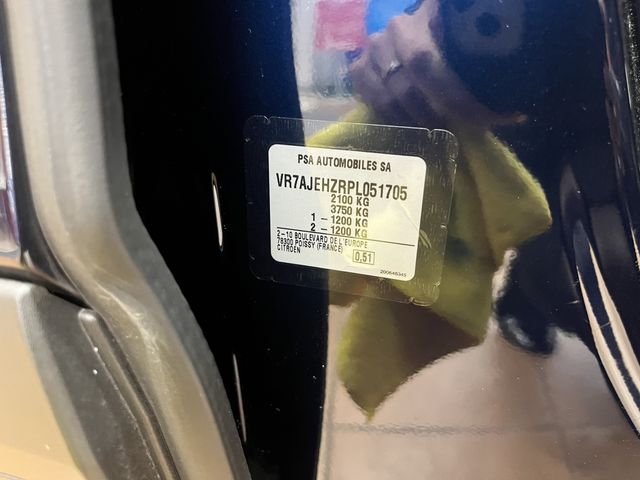 PSA AUTOMOBILES SA
VR7AJEHZRPL051705
2100 KG
3750 KG
1 - 1200 KG
2 - 1200 KG
2-10 BOULEVARD DE L'EUROPE
78300 POISSY (FRANCE)
CITROEN
0.51
200648345